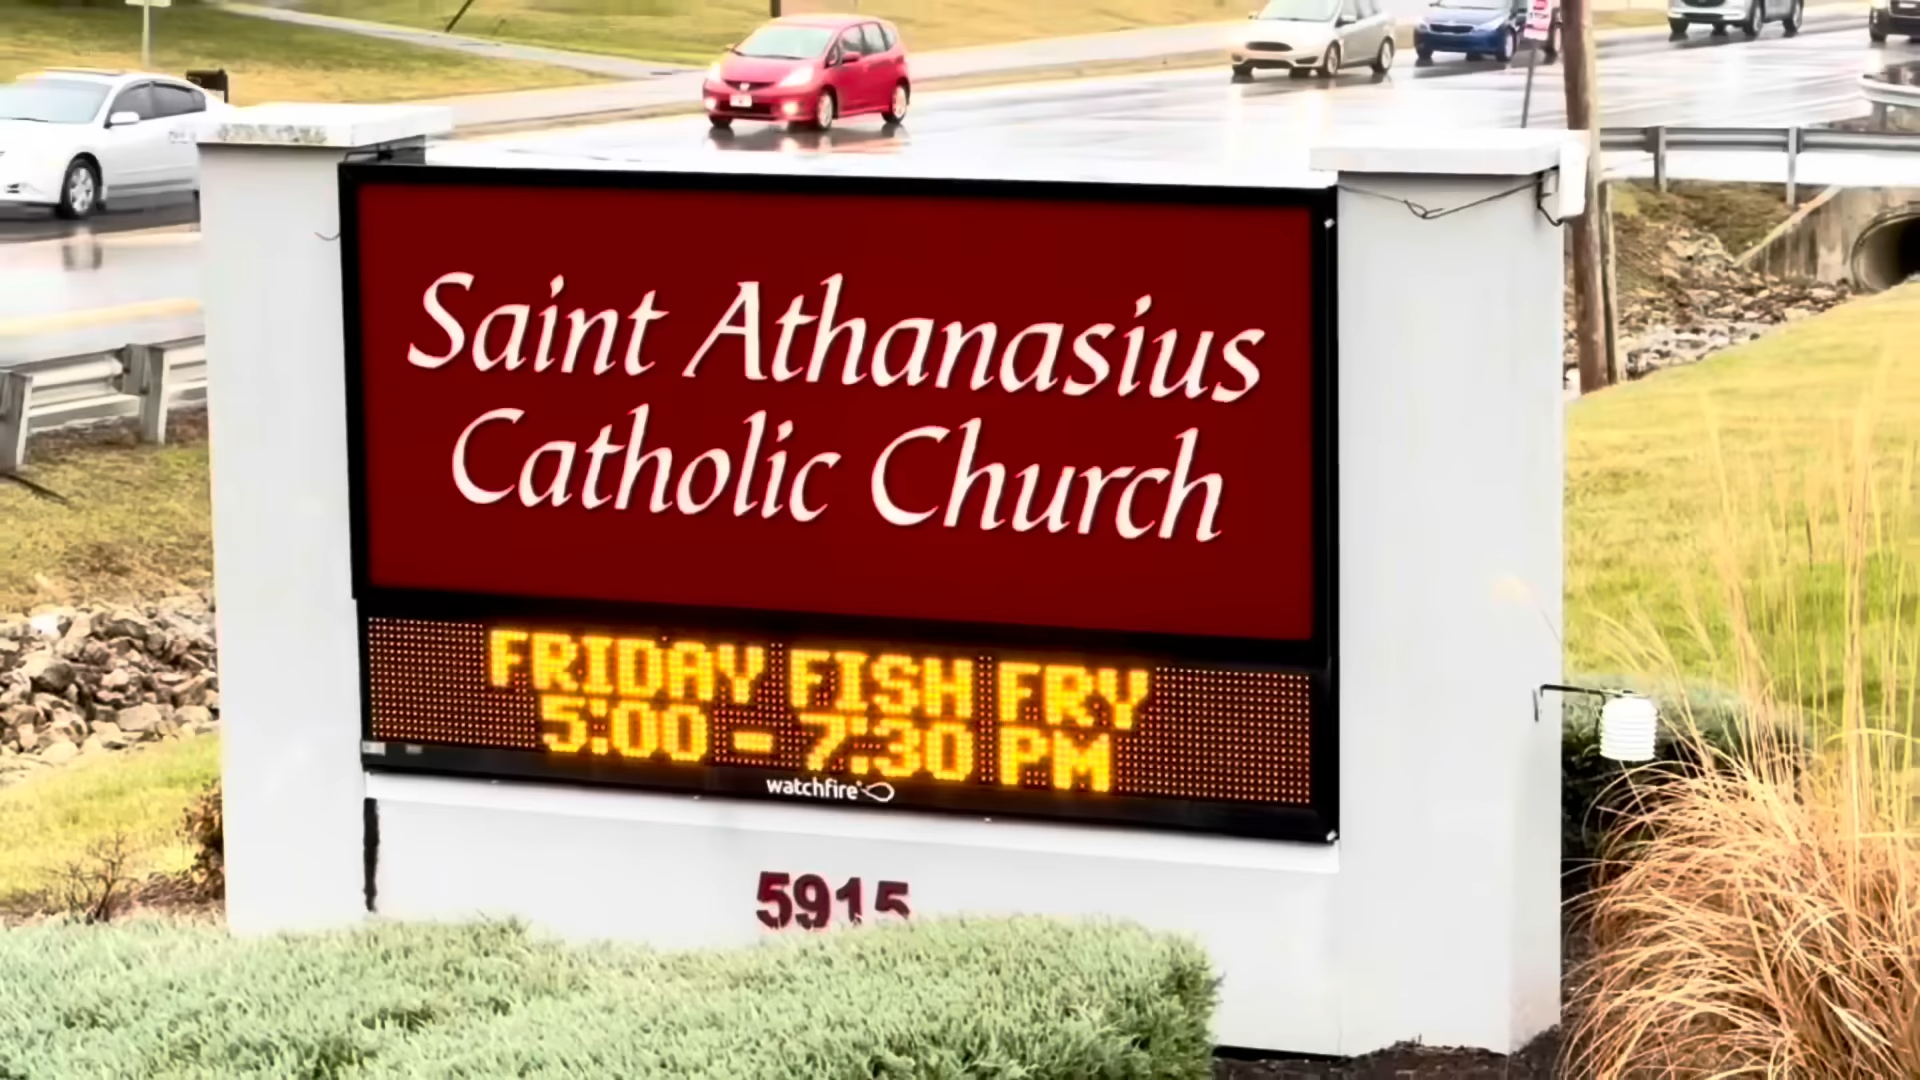 Saint Athanasius
Catholic Church
FRIDAY FISH FRY
5:00 - 7:30 PM
watchfire
5915